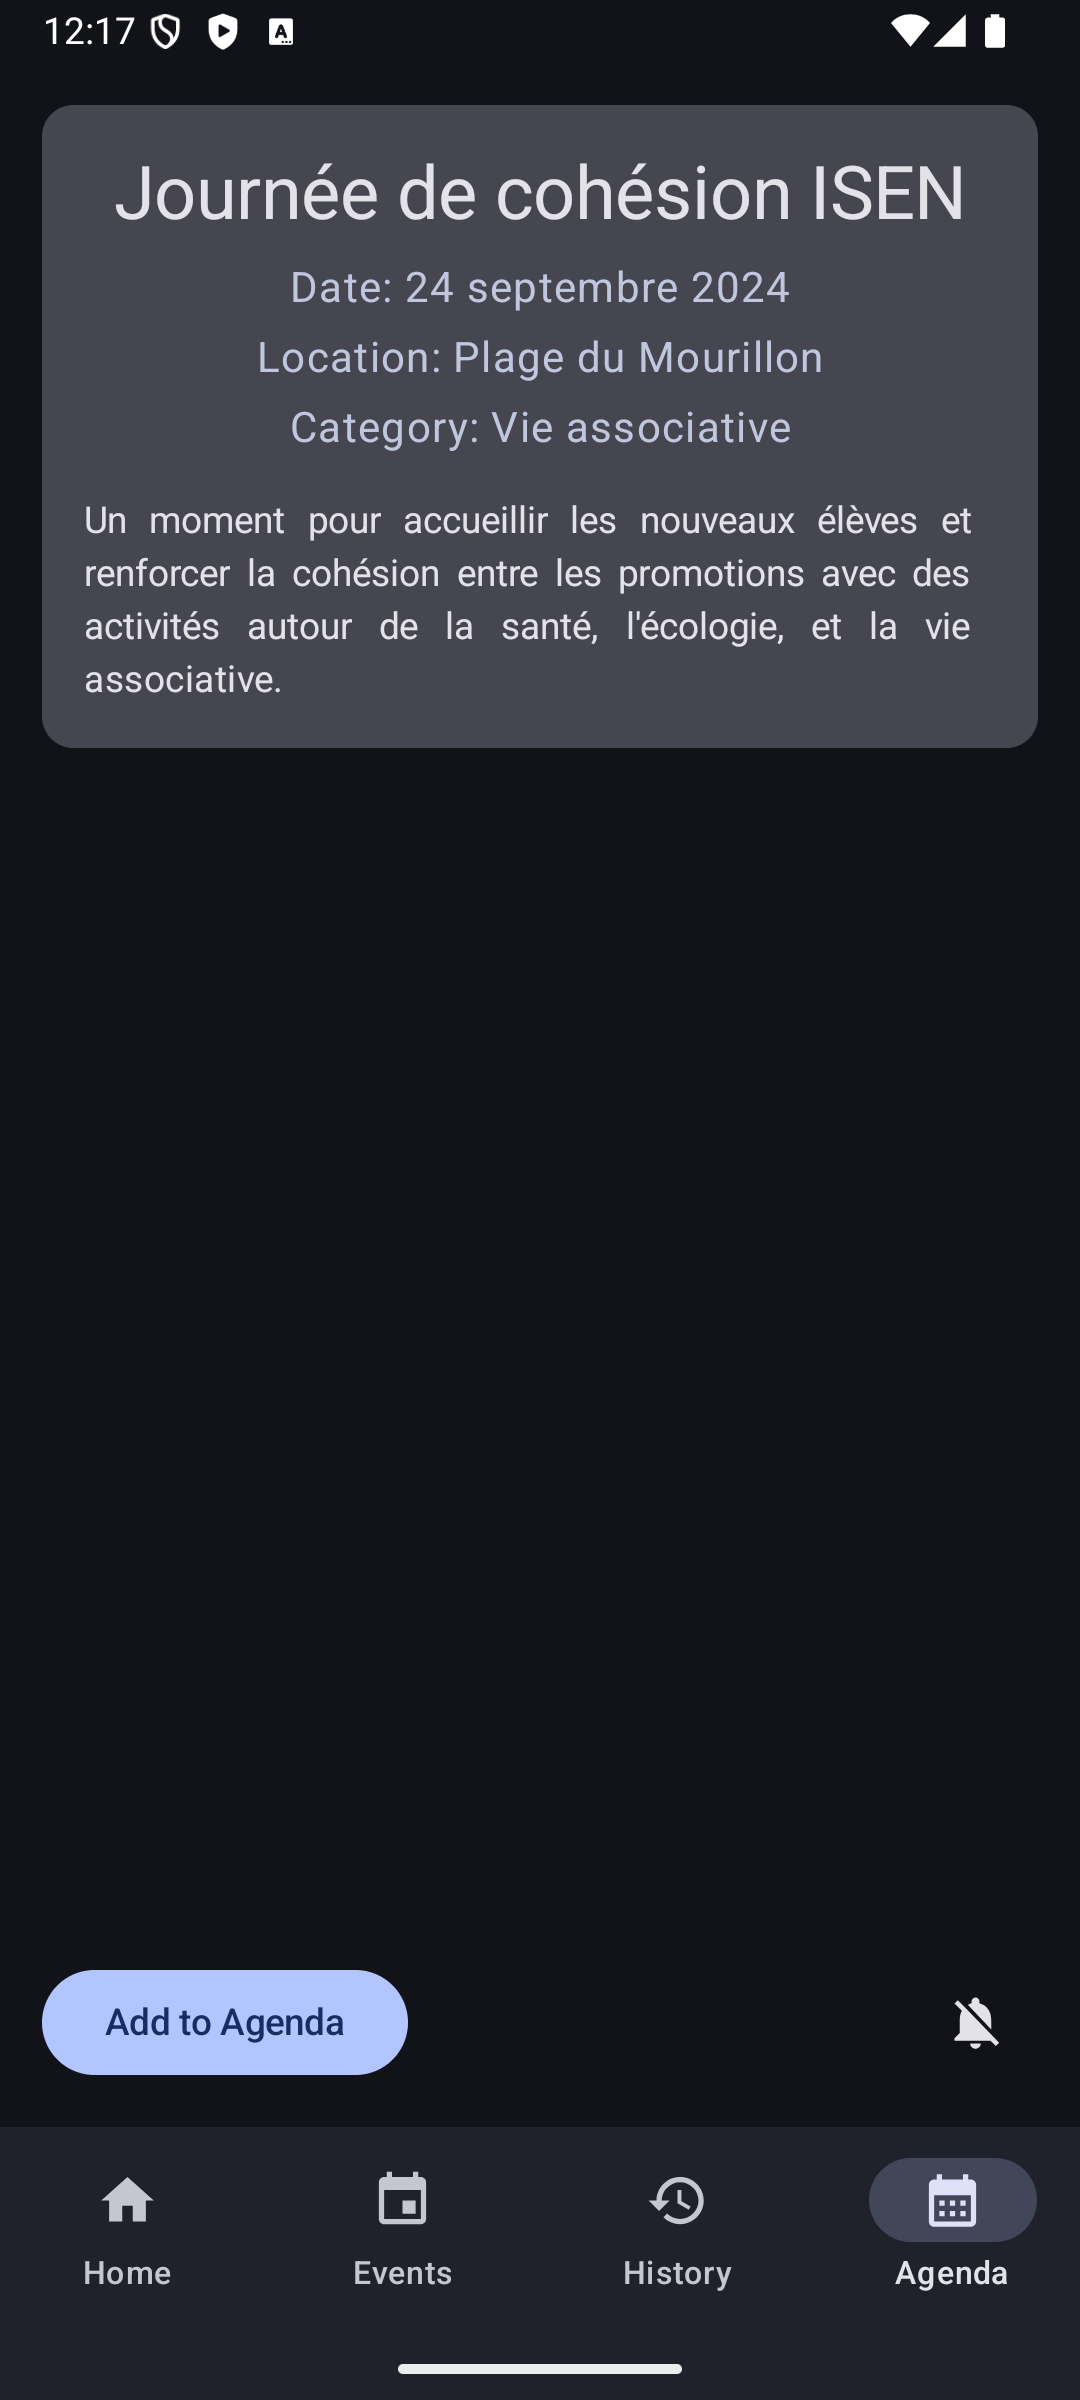 12:17
Journée de cohésion ISEN
Date: 24 septembre 2024
Location: Plage du Mourillon
Category: Vie associative
Un moment pour accueillir les nouveaux élèves et
renforcer la cohésion entre les promotions avec des
activités autour de la santé, l'écologie, et la vie
associative.
Add to Agenda
Home
Events
History
Agenda